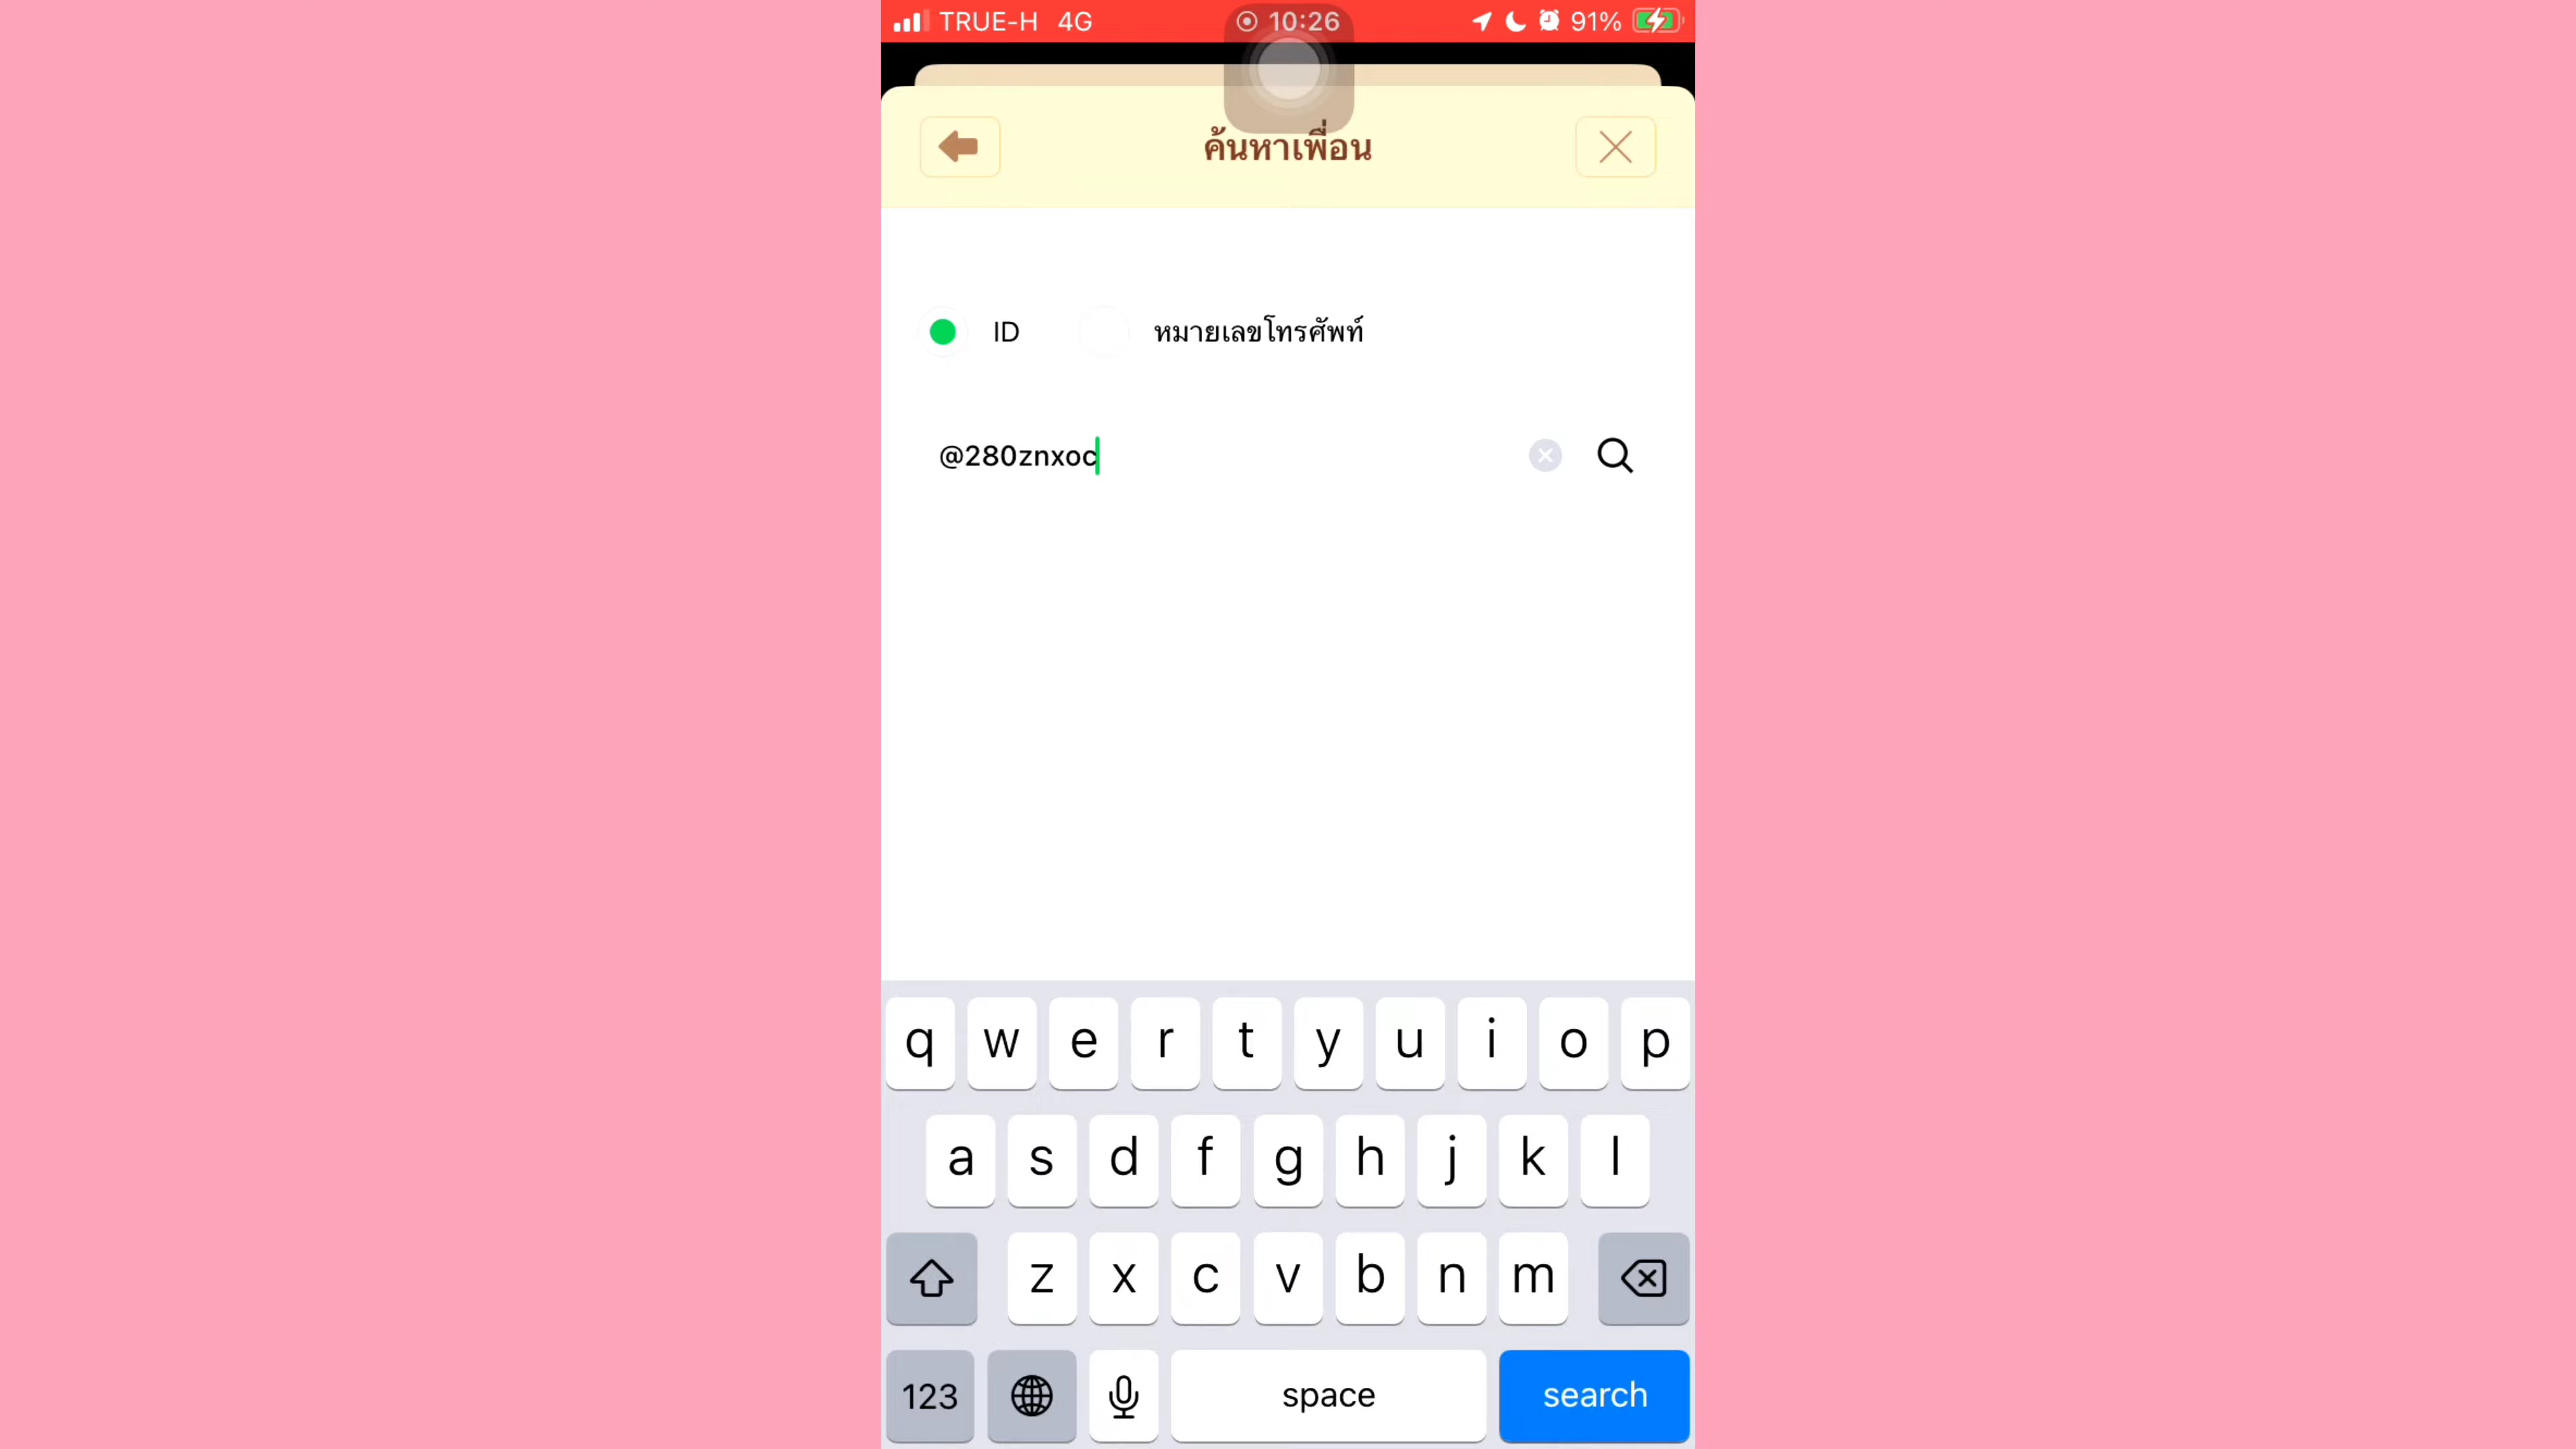 TRUE-H 4G 10:26 91%
ค้นหาเพื่อน
ID หมายเลขโทรศัพท์
@280znxoc
q w e r t y u i o p
a s d f g h j k l
z x c v b n m
123 space search